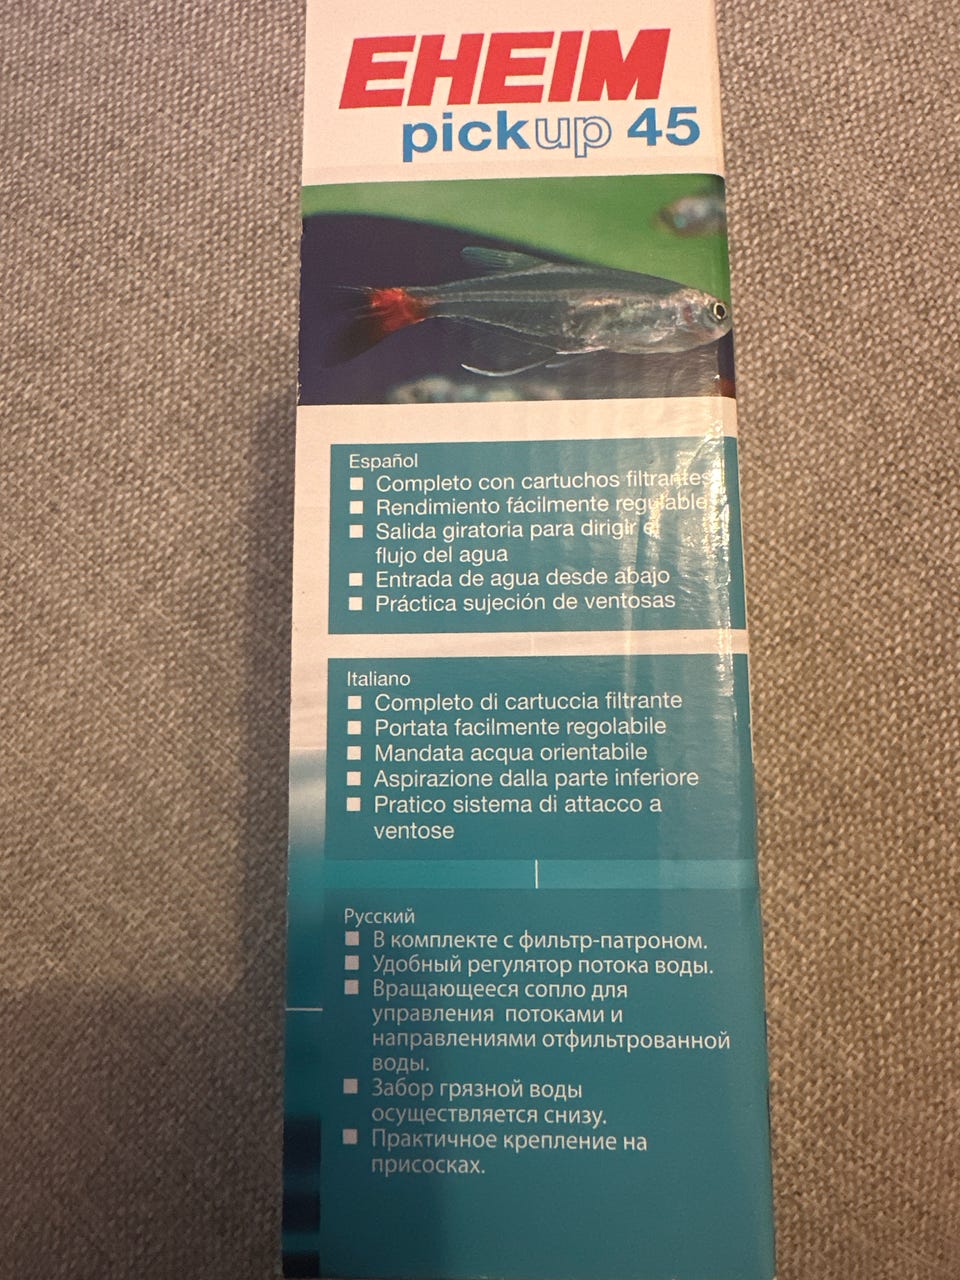 EHEIM
pickup 45
Español
Completo con cartuchos filtrantes
Rendimiento fácilmente regulable
Salida giratoria para dirigir el
flujo del agua
Entrada de agua desde abajo
Práctica sujeción de ventosas
Italiano
Completo di cartuccia filtrante
Portata facilmente regolabile
Mandata acqua orientabile
Aspirazione dalla parte inferiore
Pratico sistema di attacco a
ventose
Русский
В комплекте с фильтр-патроном.
Удобный регулятор потока воды.
Вращающееся сопло для
управления потоками и
направлениями отфильтрованной
воды.
Забор грязной воды
осуществляется снизу.
Практичное крепление на
присосках.